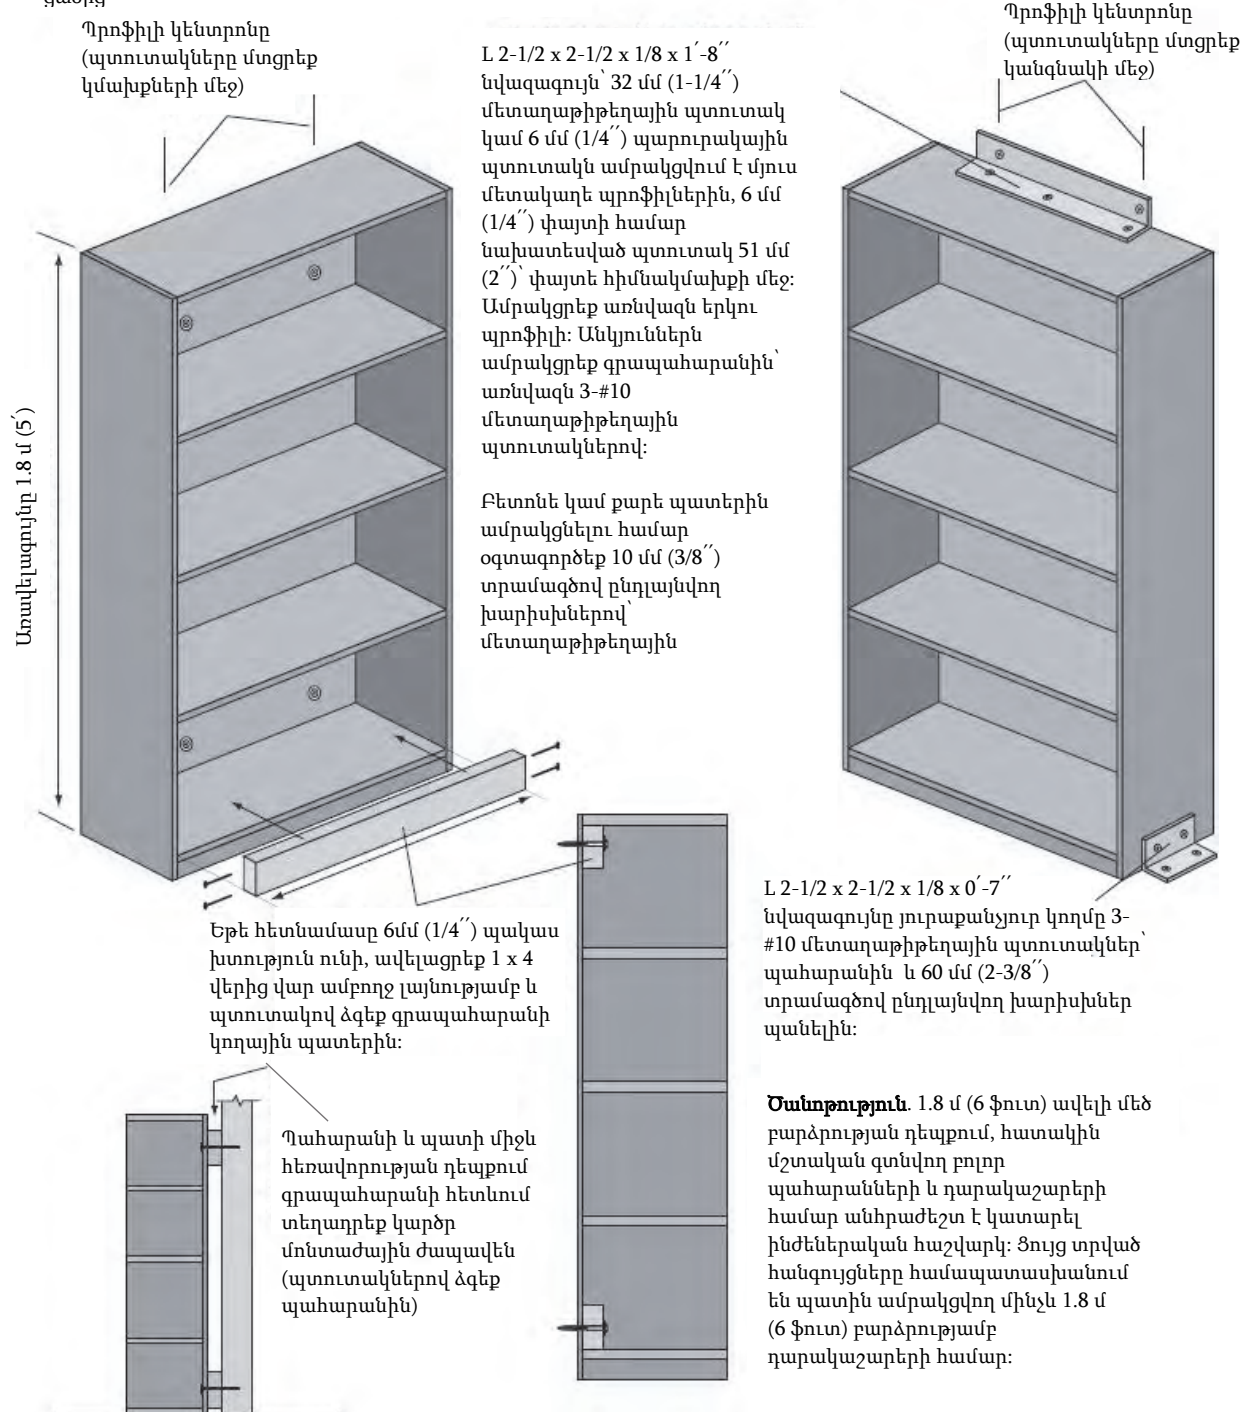 Պրոֆիլի կենտրոնը
(պտուտակները մտցրեք
կմախքների մեջ)
L 2-1/2 x 2-1/2 x 1/8 x 1՛-8՛՛
նվազագույն՝ 32 մմ (1-1/4՛՛)
մետաղաթիթեղային պտուտակ
կամ 6 մմ (1/4՛՛) պարուրակային
պտուտակն ամրակցվում է մյուս
մետակաղե պրոֆիլներին, 6 մմ
(1/4՛՛) փայտի համար
նախատեսված պտուտակ 51 մմ
(2՛՛)՝ փայտե հիմնակմախքի մեջ:
Ամրակցրեք առնվազն երկու
պրոֆիլի: Անկյուններն
ամրակցրեք գրապահարանին՝
առնվազն 3-#10
մետաղաթիթեղային
պտուտակներով:
Բետոնե կամ քարե պատերին
ամրակցնելու համար
օգտագործեք 10 մմ (3/8՛՛)
տրամագծով ընդլայնվող
խարիսխներով՝
մետաղաթիթեղային
Պրոֆիլի կենտրոնը
(պտուտակները մտցրեք
կանգնակի մեջ)
Առավելագույնը 1.8 մ (5՛)
Եթե հետնամասը 6մմ (1/4՛՛) պակաս
խտություն ունի, ավելացրեք 1 x 4
վերից վար ամբողջ լայնությամբ և
պտուտակով ձգեք գրապահարանի
կողային պատերին:
L 2-1/2 x 2-1/2 x 1/8 x 0՛-7՛՛
նվազագույնը յուրաքանչյուր կողմը 3-
#10 մետաղաթիթեղային պտուտակներ՝
պահարանին և 60 մմ (2-3/8՛՛)
տրամագծով ընդլայնվող խարիսխներ
պանելին:
Պահարանի և պատի միջև
հեռավորության դեպքում
գրապահարանի հետևում
տեղադրեք կարծր
մոնտաժային ժապավեն
(պտուտակներով ձգեք
պահարանին)
Ծանոթություն. 1.8 մ (6 ֆուտ) ավելի մեծ
բարձրության դեպքում, հատակին
մշտական գտնվող բոլոր
պահարանների և դարակաշարերի
համար անհրաժեշտ է կատարել
ինժեներական հաշվարկ: Ցույց տրված
հանգույցները համապատասխանում
են պատին ամրակցվող մինչև 1.8 մ
(6 ֆուտ) բարձրությամբ
դարակաշարերի համար: